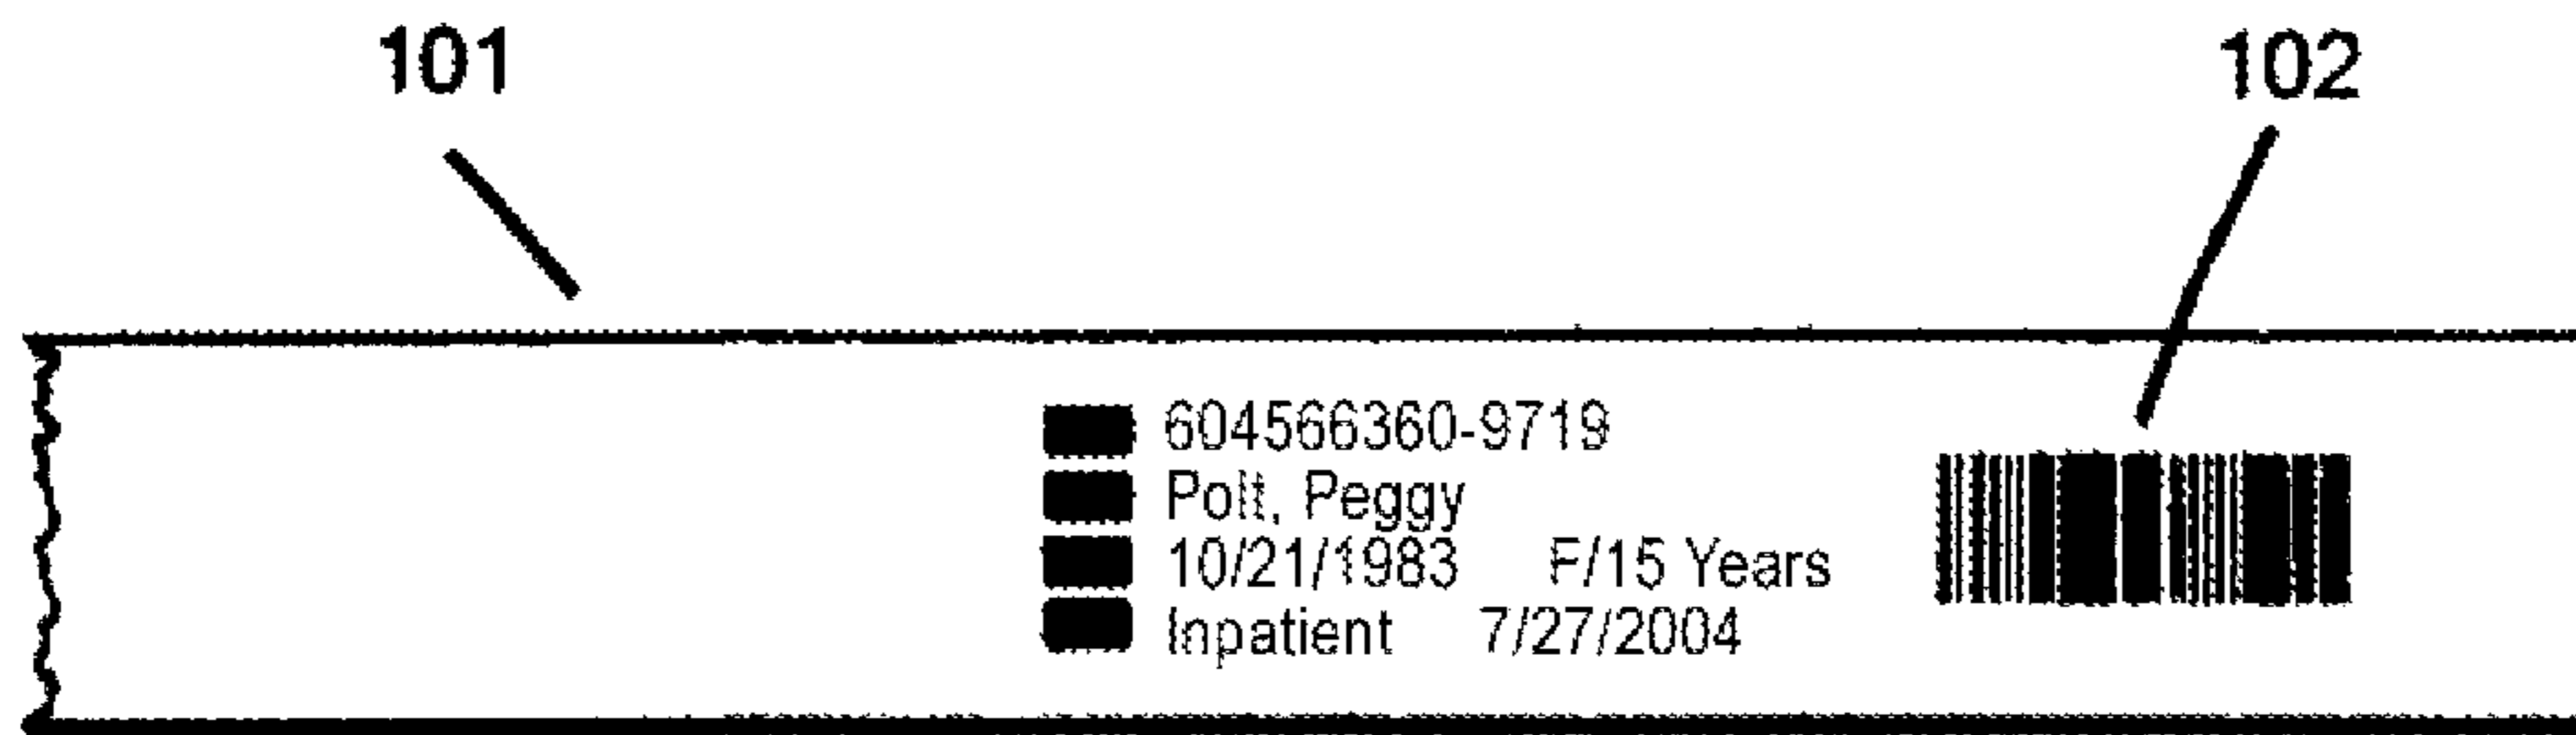 101
102
604566360-9719
Polt, Peggy
10/21/1983 F/15 Years
Inpatient 7/27/2004